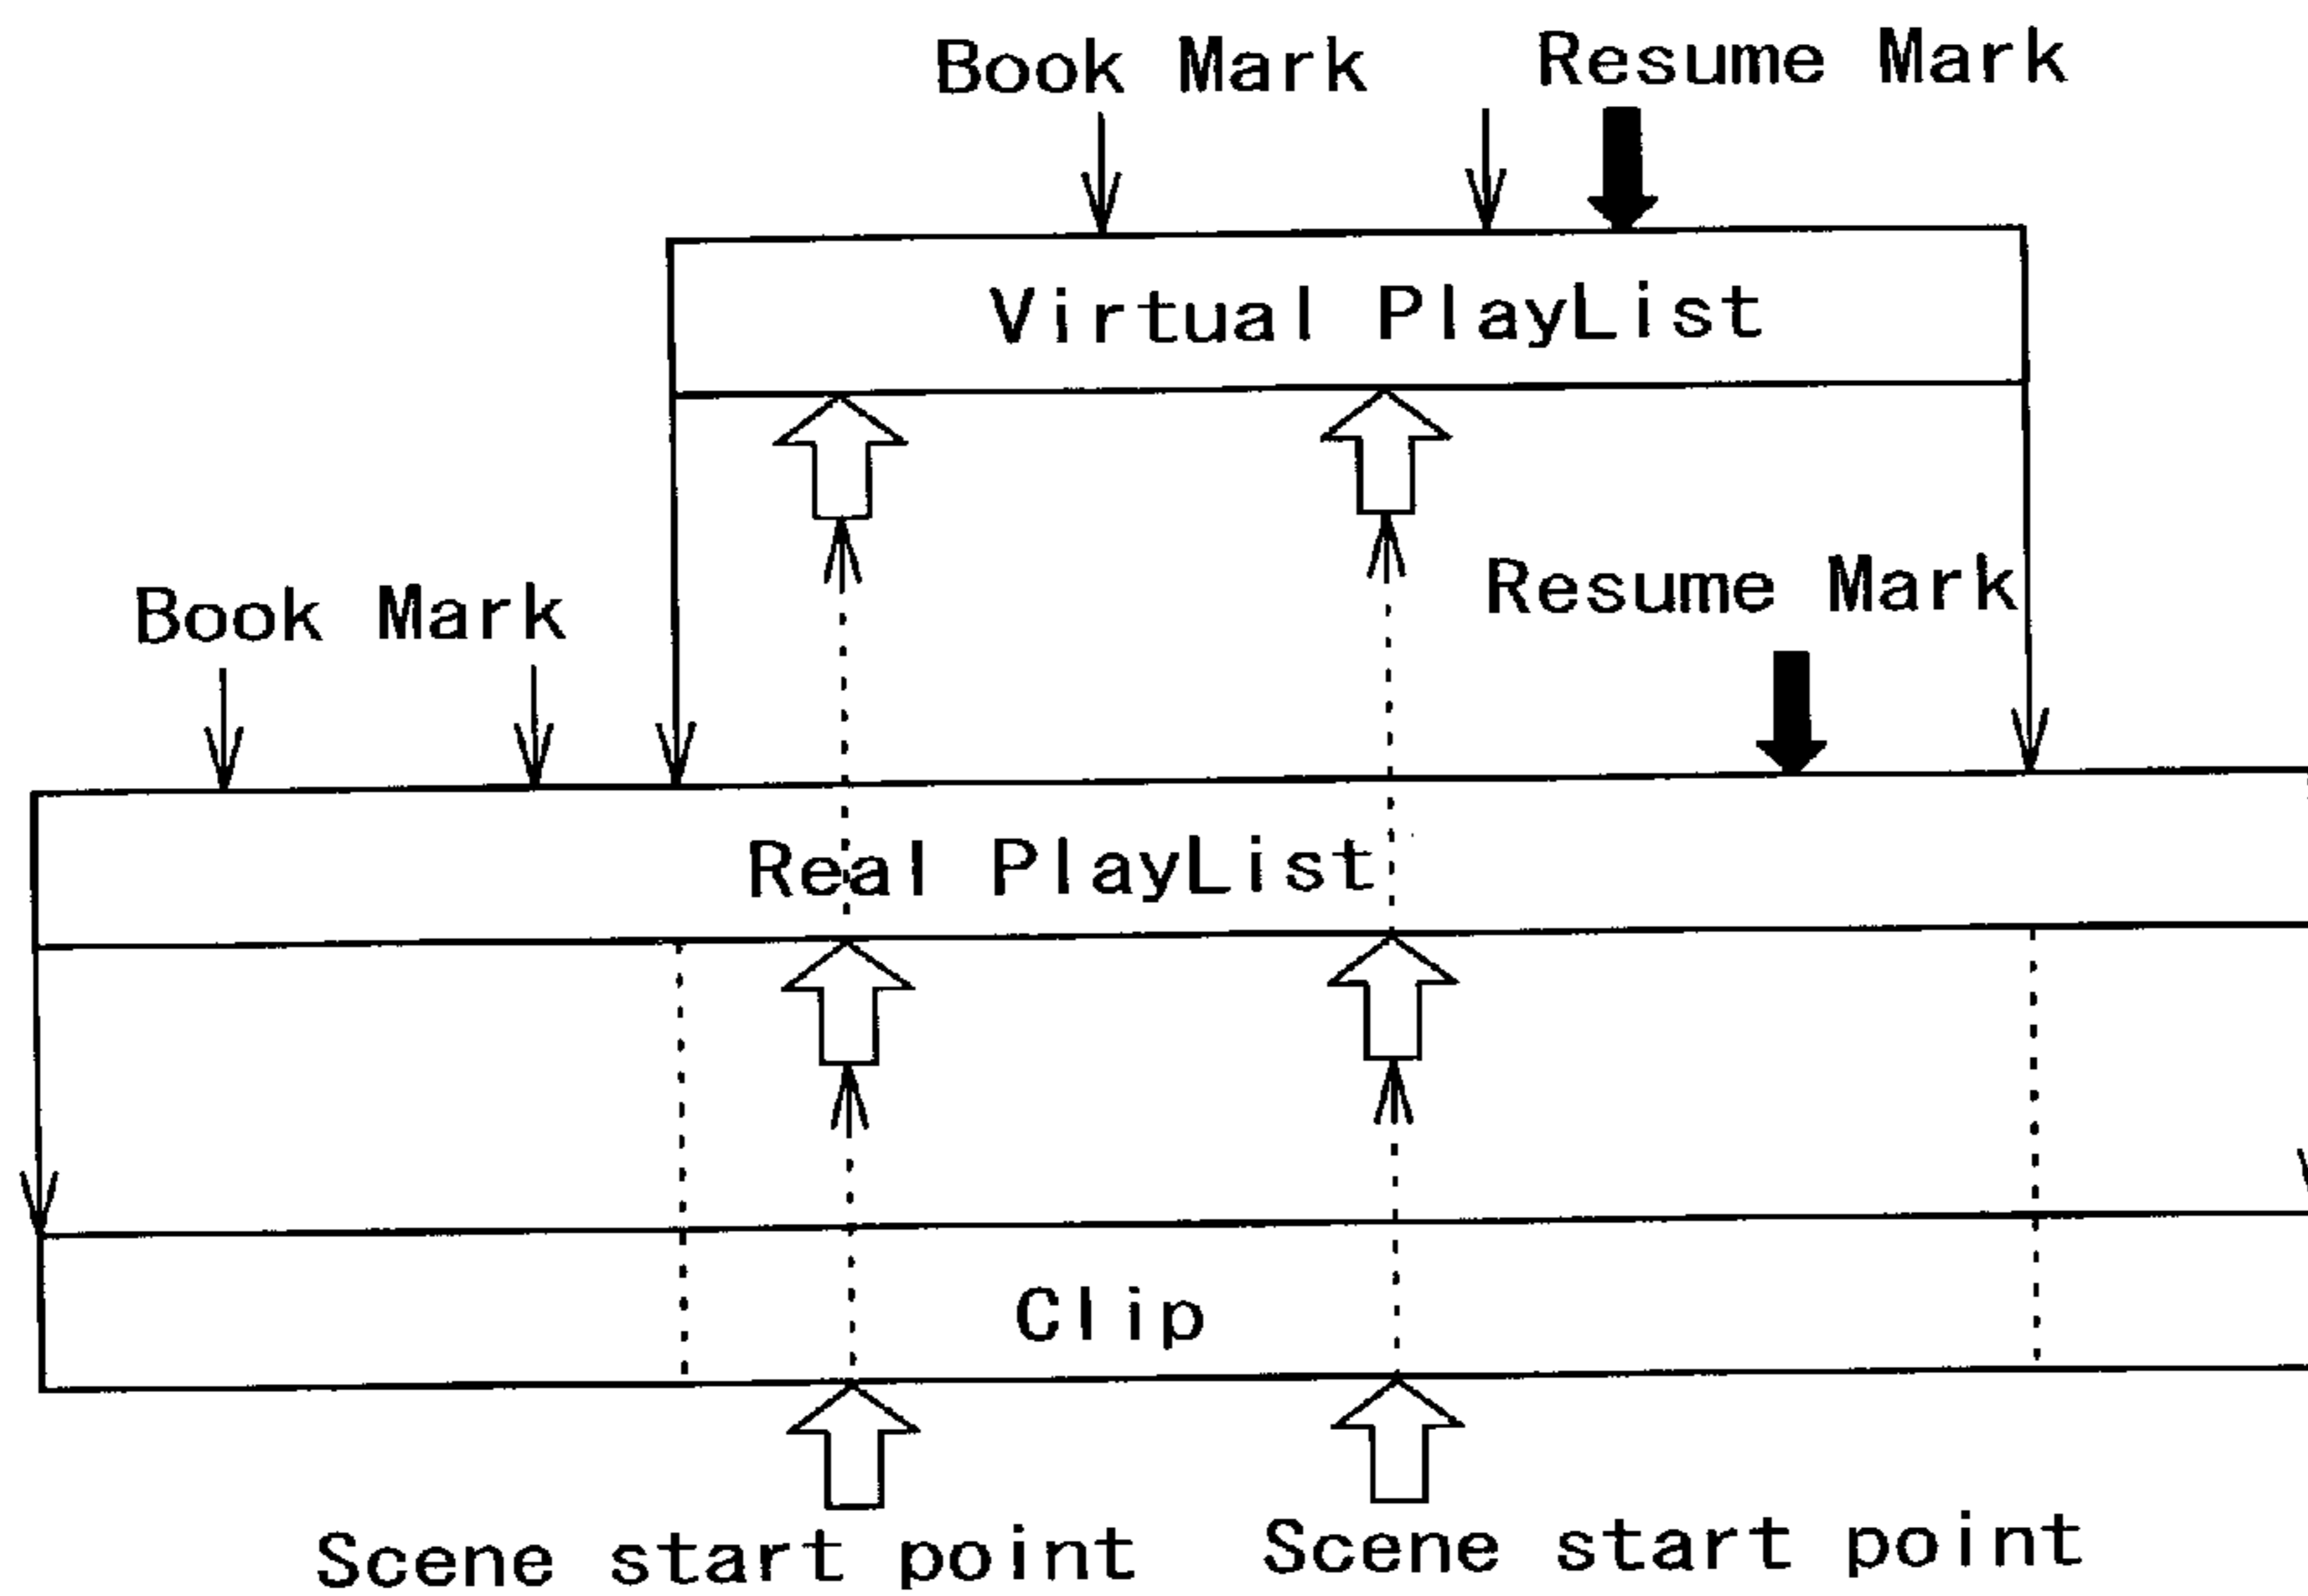 Book Mark Resume Mark
Virtual PlayList
Book Mark Resume Mark
Real PlayList
Clip
Scene start point Scene start point